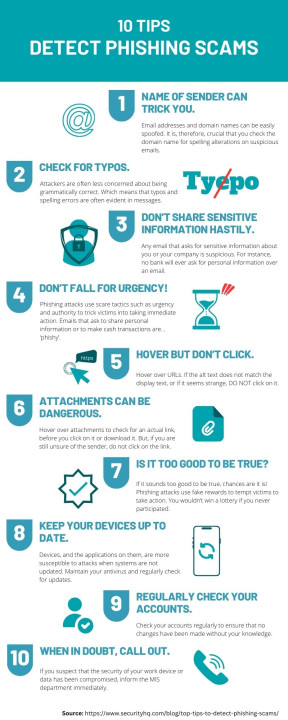 10 TIPS
DETECT PHISHING SCAMS
@
1
NAME OF SENDER CAN
TRICK YOU.
Email addresses and domain names can be easily
spoofed. It is, therefore, crucial that you check the
domain name for spelling alterations on suspicious
emails.
2
CHECK FOR TYPOS.
Attackers are often less concerned about being
grammatically correct. Which means that typos and
spelling errors are often evident in messages.
Tyepo
3
DON'T SHARE SENSITIVE
INFORMATION HASTILY.
Any email that asks for sensitive information about
you or your company is suspicious. For instance,
no bank will ever ask for personal information over
an email.
4
DON'T FALL FOR URGENCY!
Phishing attacks use scare tactics such as urgency
and authority to trick victims into taking immediate
action. Emails that ask to share personal
information or to make cash transactions are...
'phishy'.
https
5
HOVER BUT DON'T CLICK.
Hover over URLs. If the alt text does not match the
display text, or if it seems strange, DO NOT click on it.
6
ATTACHMENTS CAN BE
DANGEROUS.
Hover over attachments to check for an actual link,
before you click on it or download it. But, if you are
still unsure of the sender, do not click on the link.
7
IS IT TOO GOOD TO BE TRUE?
If it sounds too good to be true, chances are it is!
Phishing attacks use fake rewards to tempt victims to
take action. You wouldn't win a lottery if you never
participated.
8
KEEP YOUR DEVICES UP TO
DATE.
Devices, and the applications on them, are more
susceptible to attacks when systems are not
updated. Maintain your antivirus and regularly check
for updates.
9
REGULARLY CHECK YOUR
ACCOUNTS.
Check your accounts regularly to ensure that no
changes have been made without your knowledge.
10
WHEN IN DOUBT, CALL OUT.
If you suspect that the security of your work device or
data has been compromised, inform the MIS
department immediately.
Source: https://www.securityhq.com/blog/top-tips-to-detect-phishing-scams/